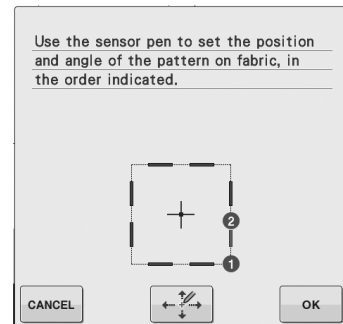 Use the sensor pen to set the position
and angle of the pattern on fabric, in
the order indicated.
2
1
CANCEL
OK